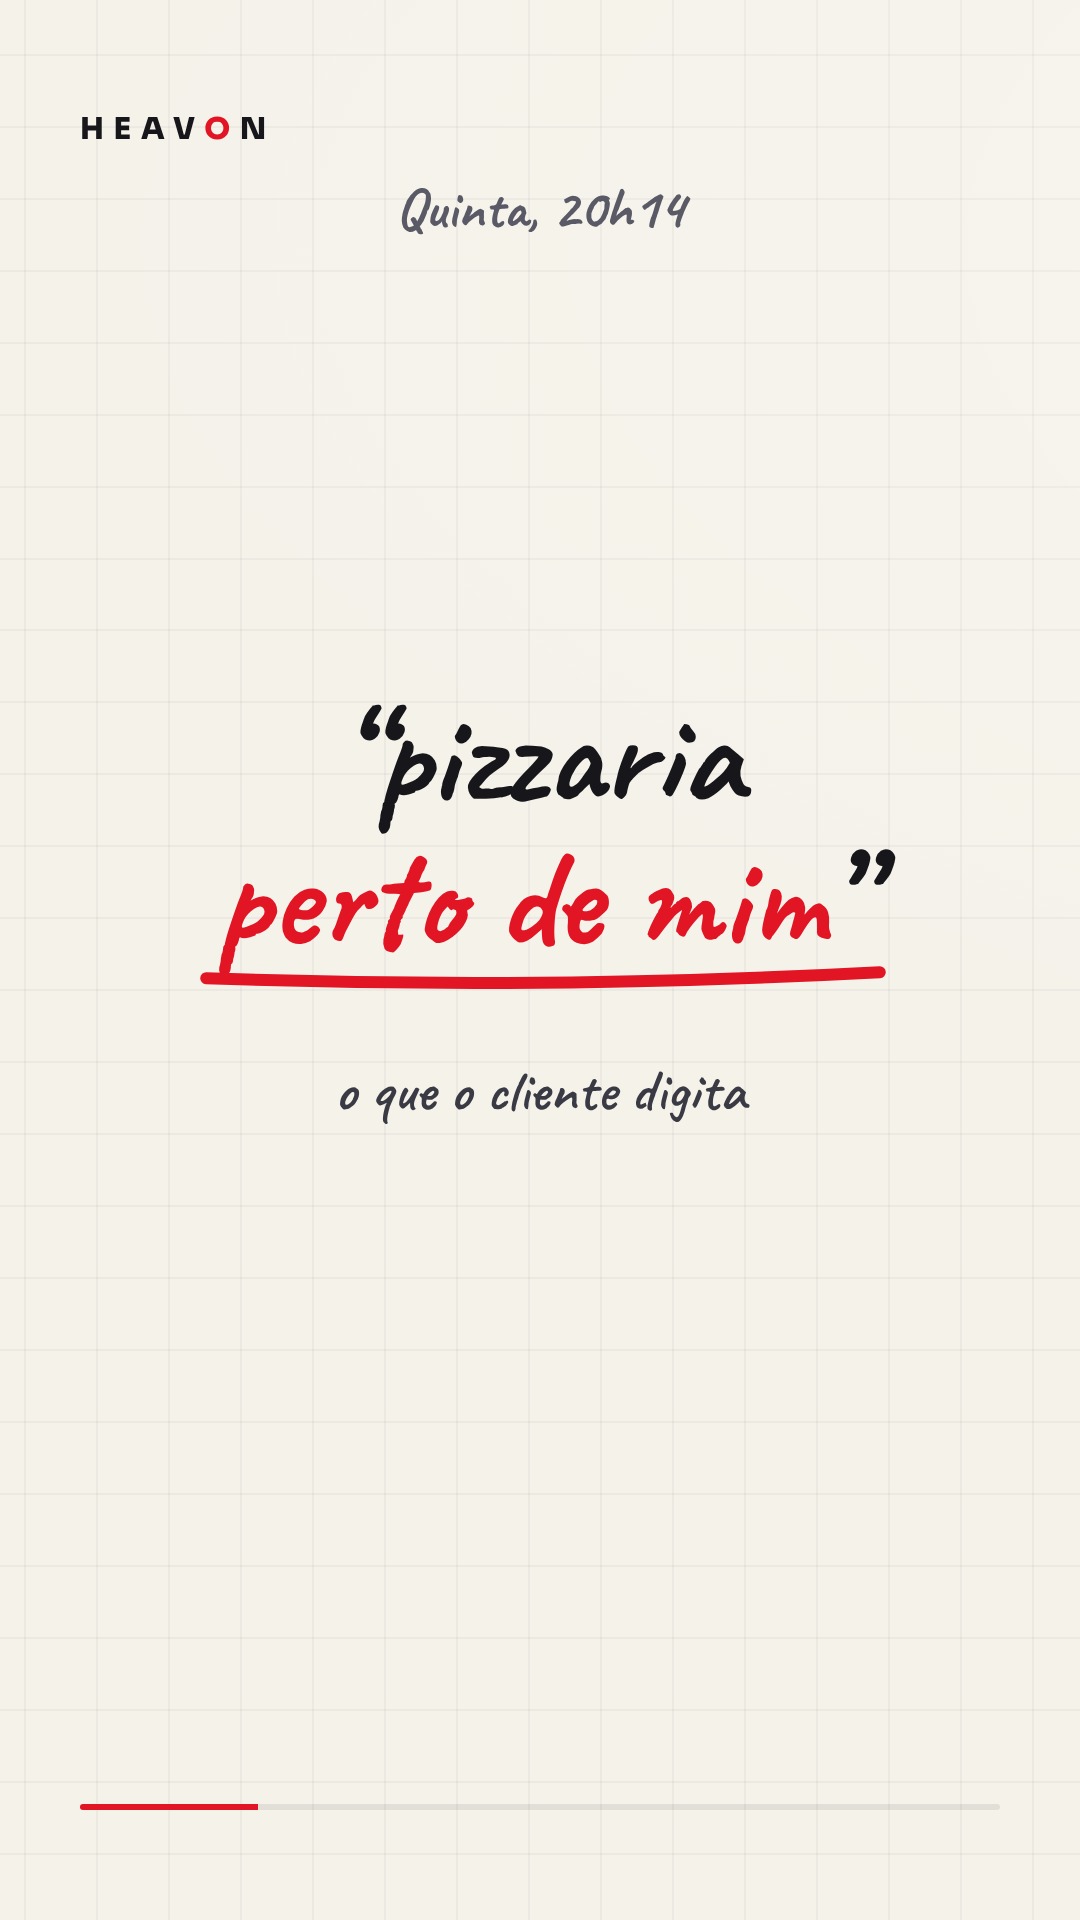 HEAVON
Quinta, 20h14
“pizzaria
perto de mim”
o que o cliente digita